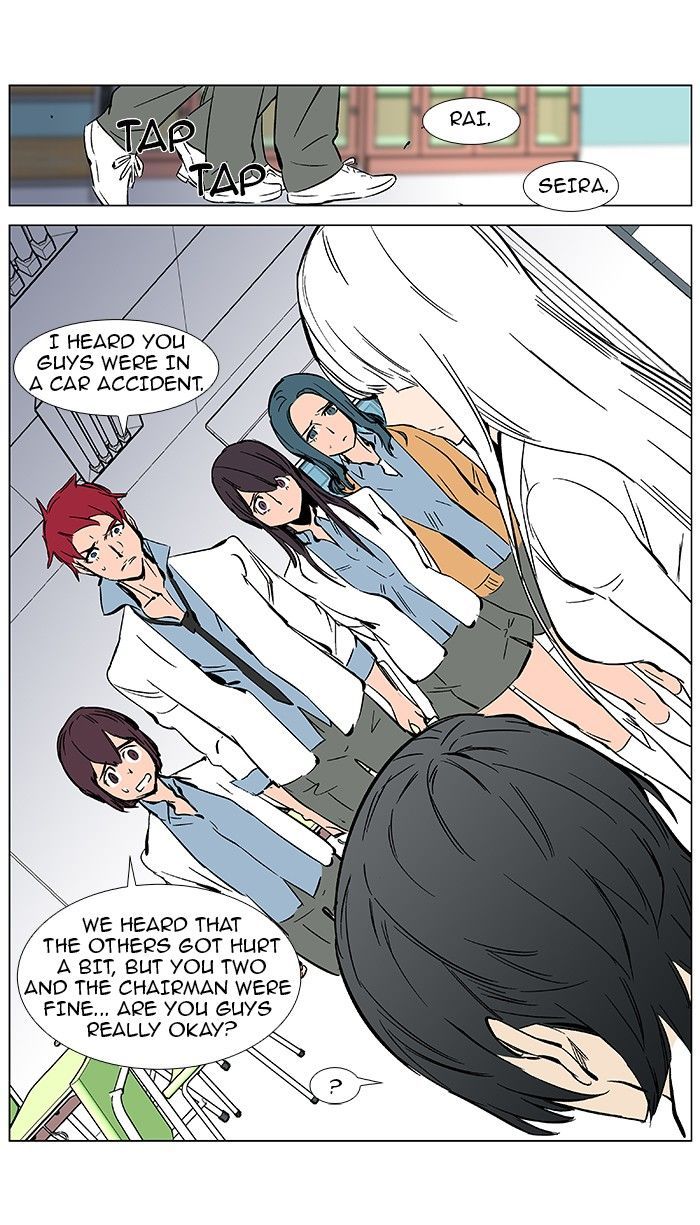 TAP
TAP
RAI.
SEIRA.
I HEARD YOU
GUYS WERE IN
A CAR ACCIDENT.
WE HEARD THAT
THE OTHERS GOT HURT
A BIT, BUT YOU TWO
AND THE CHAIRMAN WERE
FINE... ARE YOU GUYS
REALLY OKAY?
?